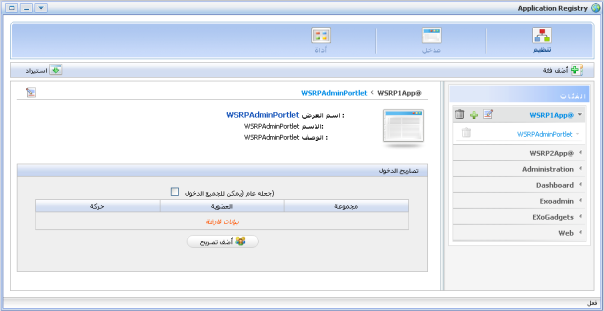 Application Registry
تنظيم
مدخل
أداة
أضف فئة
استيراد
الفئات
WSRP1App@
WSRPAdminPortlet
WSRP2App@
Administration
Dashboard
Exoadmin
EXoGadgets
Web
WSRPAdminPortlet < WSRP1App@
اسم العرض : WSRPAdminPortlet
الاسم: WSRPAdminPortlet
الوصف: WSRPAdminPortlet
تصاريح الدخول
(جعله عام (يمكن للجميع الدخول
مجموعة العضوية حركة
بيانات فارغة
أضف تصريح
فعل